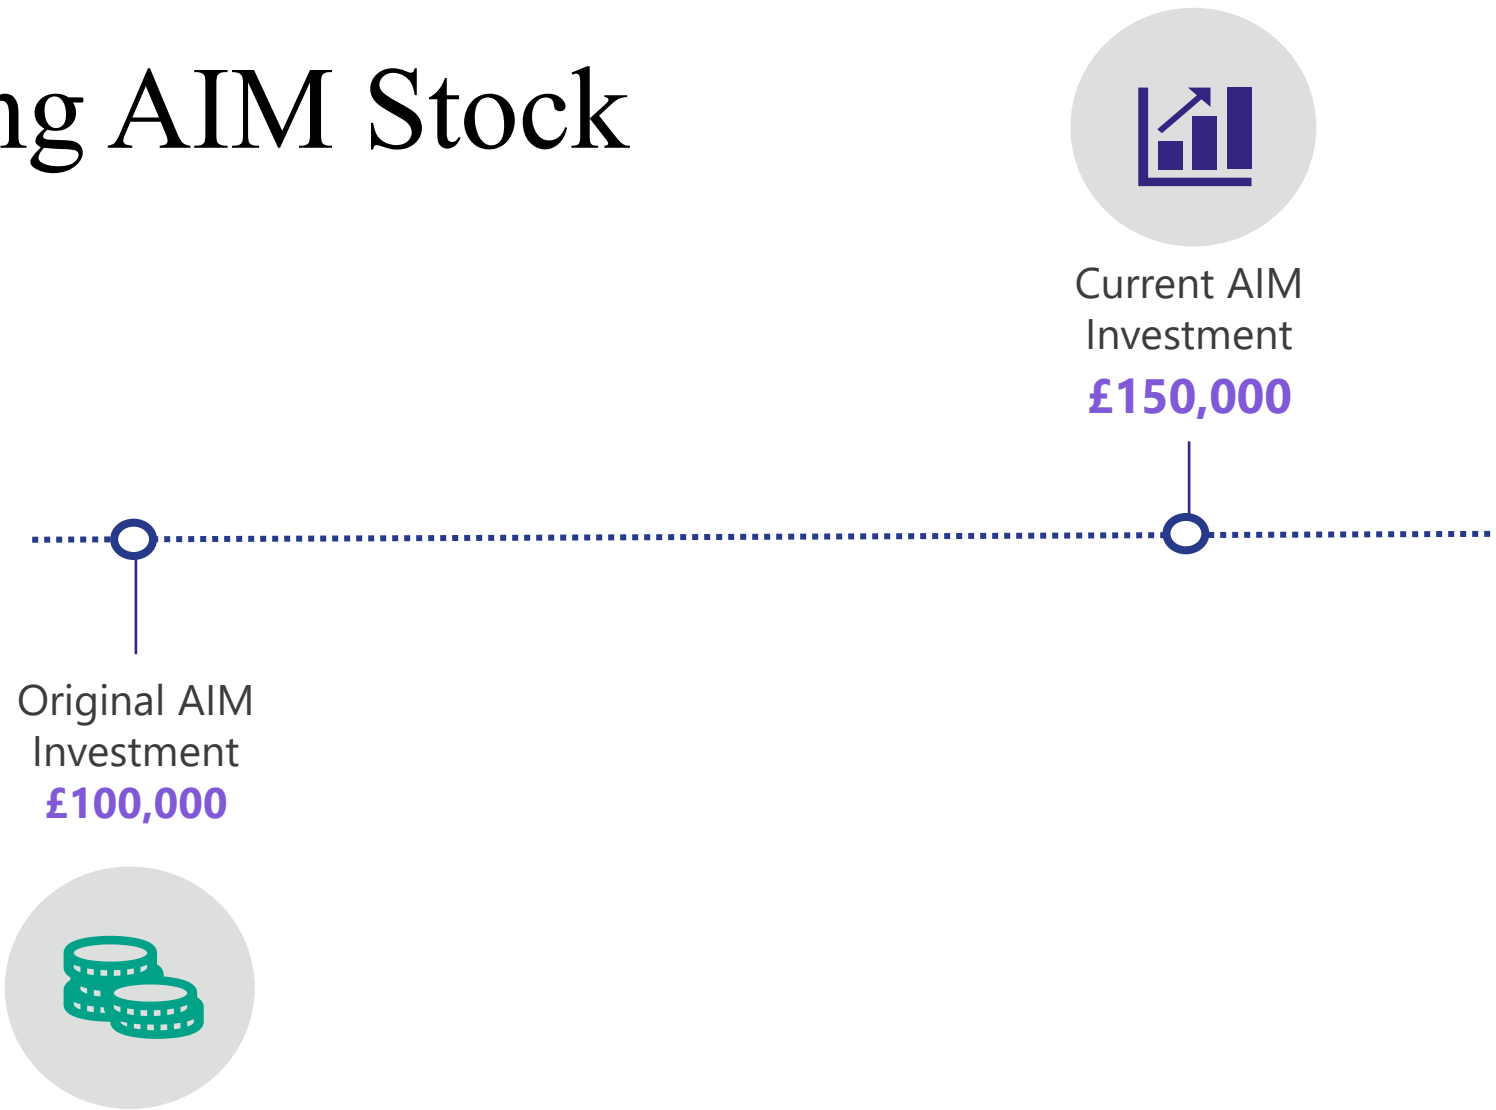 ng AIM Stock
Current AIM
Investment
£150,000
Original AIM
Investment
£100,000